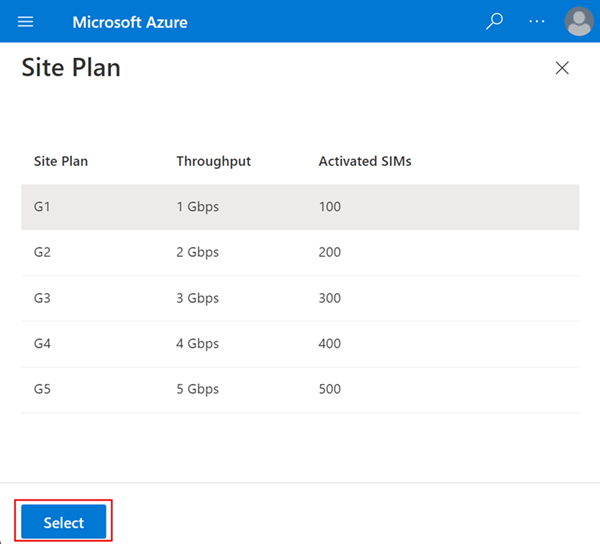 Microsoft Azure
Site Plan
Site Plan Throughput Activated SIMs
G1 1 Gbps 100
G2 2 Gbps 200
G3 3 Gbps 300
G4 4 Gbps 400
G5 5 Gbps 500
Select